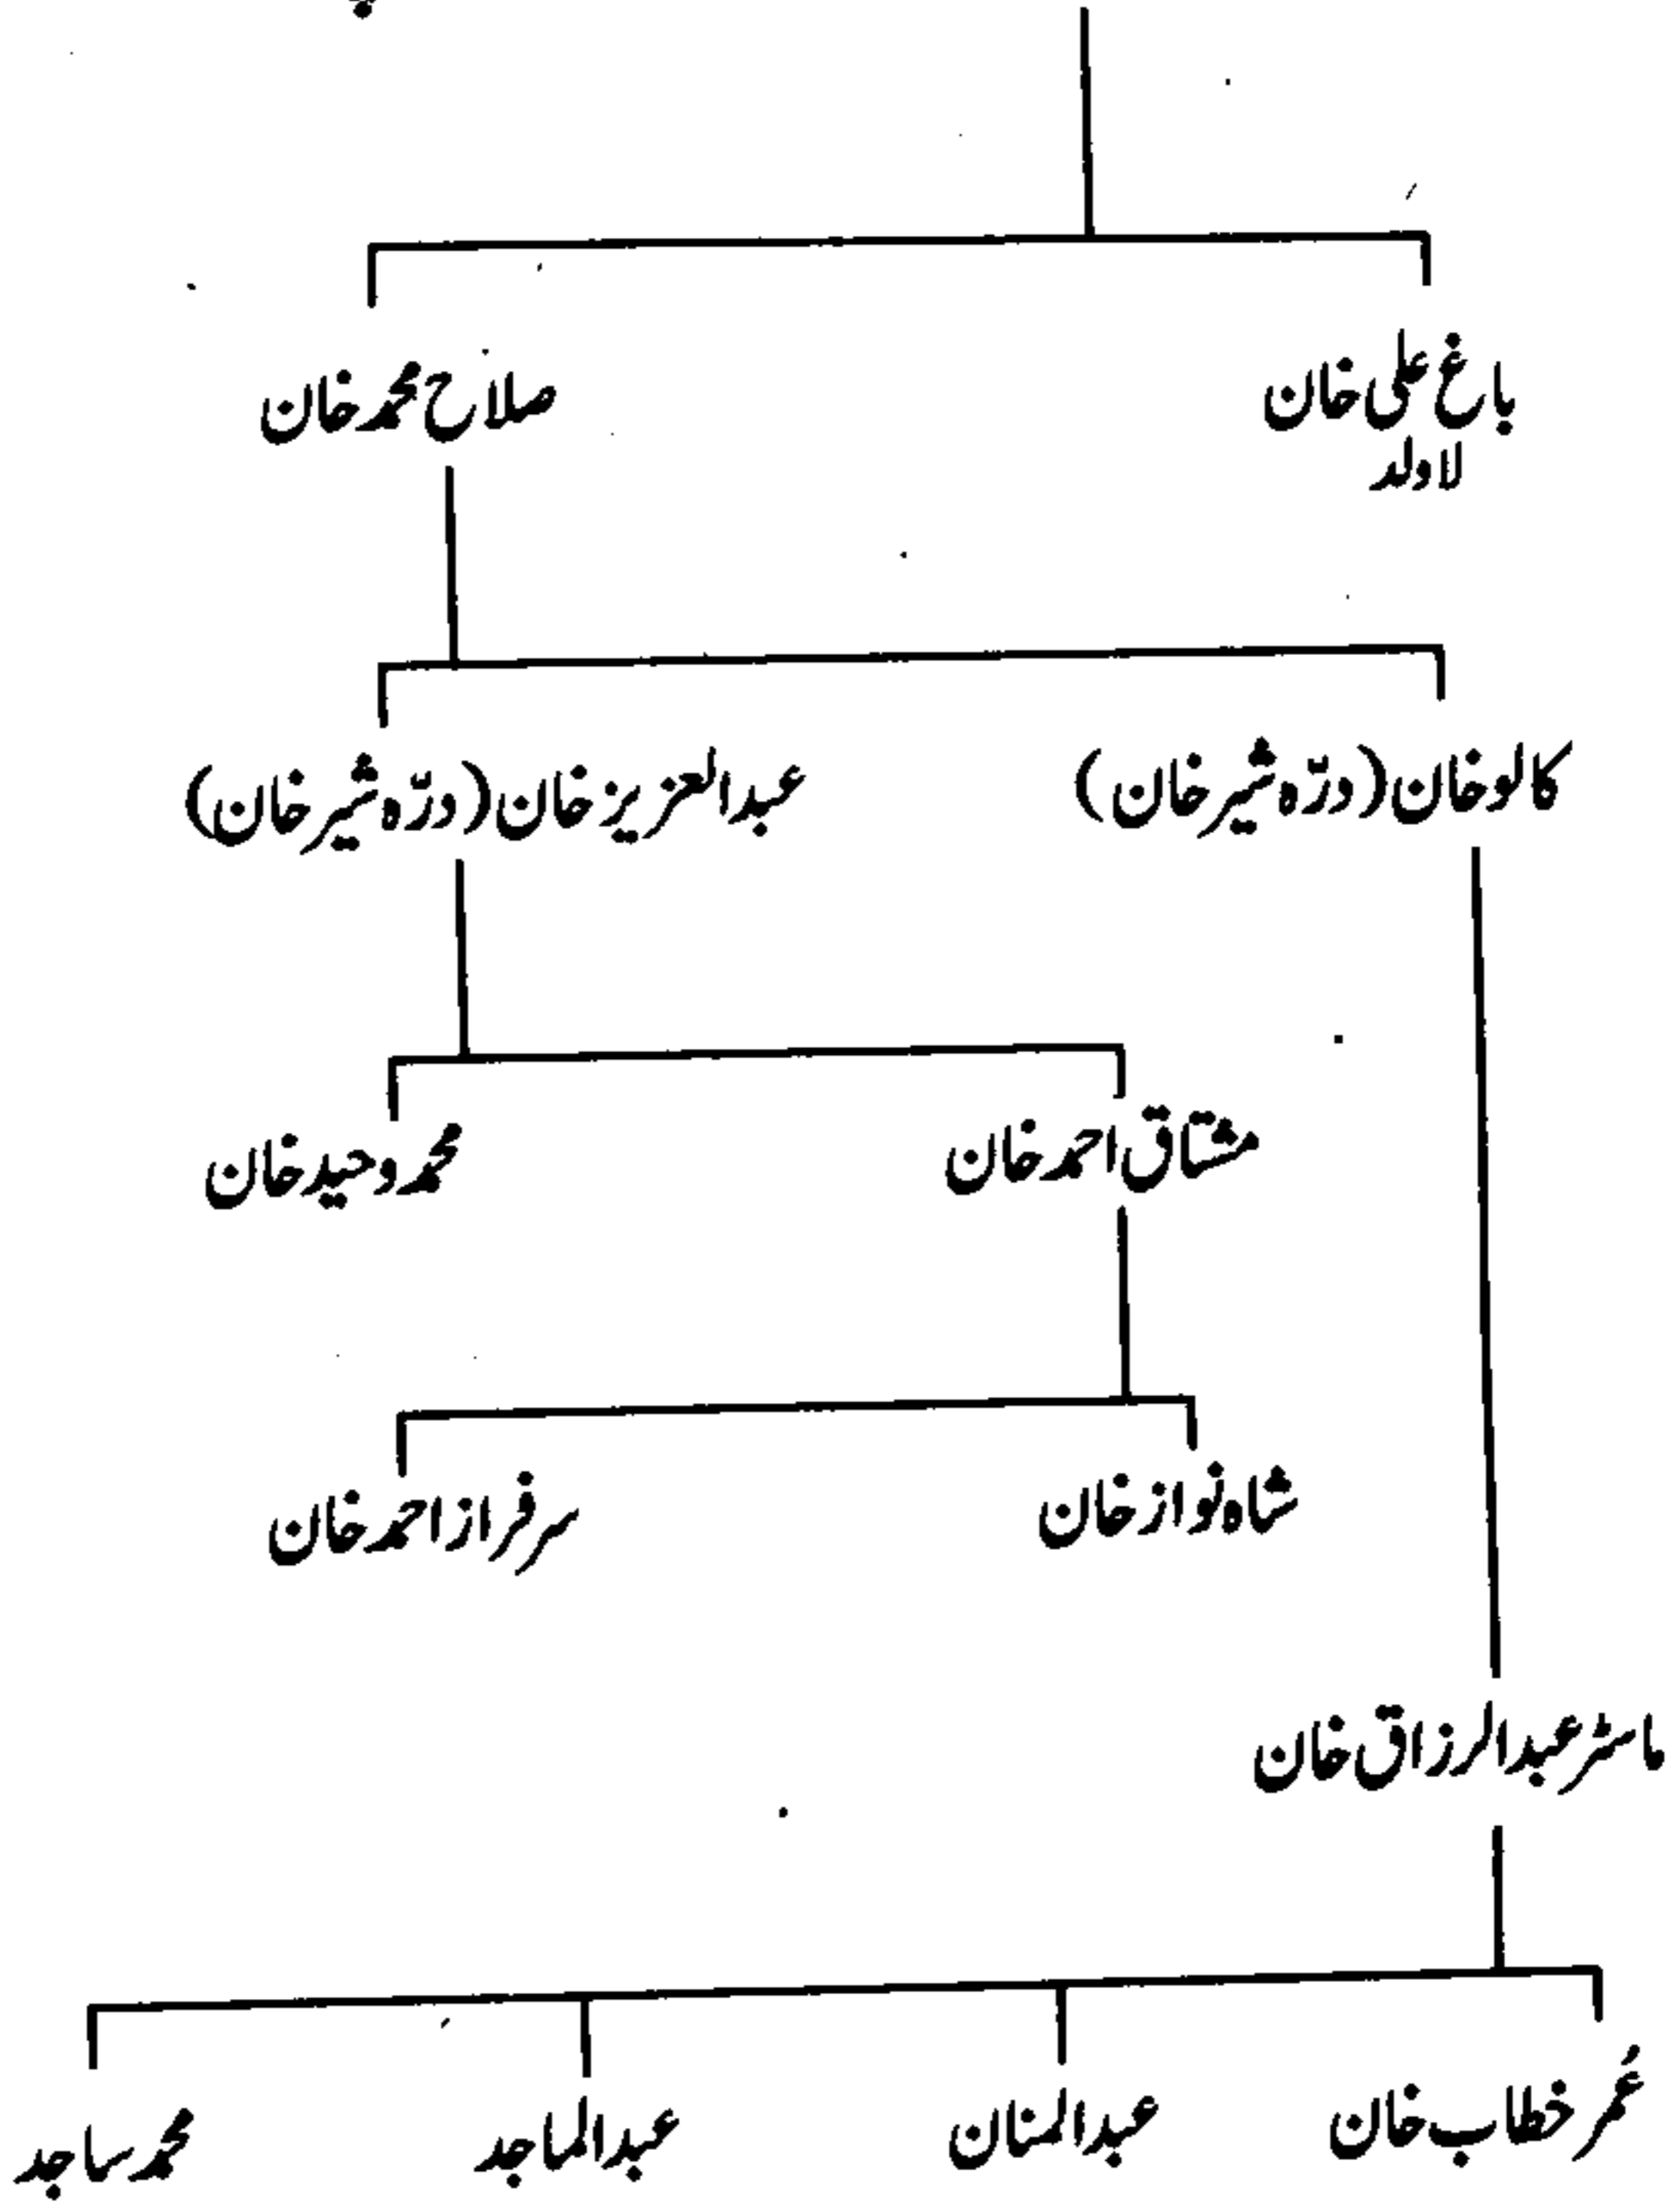 باغ علی خان
لاولد
صلاح محمد خان
کالو خان (درّہ شیر خان)
عبدالعزیز خان (درّہ شیر خان)
مشتاق احمد خان
محمد وحید خان
شاہ نواز خان
سرفراز احمد خان
ماسٹر عبدالرزاق خان
عُمر خطاب خان
عبدالمنان
عبدالماجد
محمد ساجد